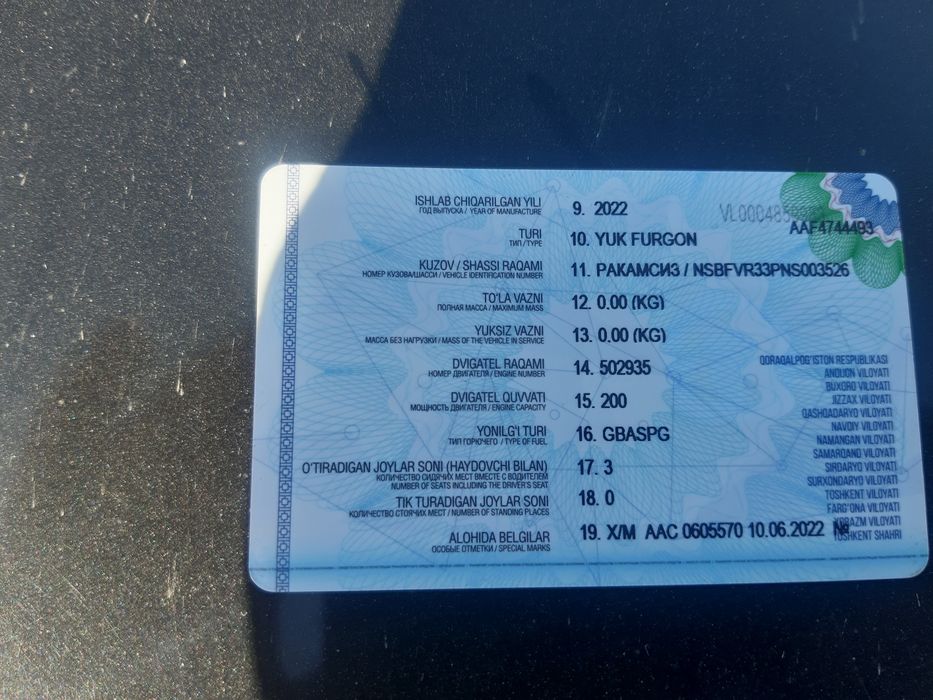 ISHLAB CHIQARILGAN YILI
ГОД ВЫПУСКА / YEAR OF MANUFACTURE
9. 2022
AAF4744493
TURI
ТИП / TYPE
10. YUK FURGON
KUZOV / SHASSI RAQAMI
НОМЕР КУЗОВА/ШАССИ / VEHICLE IDENTIFICATION NUMBER
11. РАКАМСИЗ / NSBFVR33PNS003526
TO'LA VAZNI
ПОЛНАЯ МАССА / MAXIMUM MASS
12. 0.00 (KG)
YUKSIZ VAZNI
МАССА БЕЗ НАГРУЗКИ / MASS OF THE VEHICLE IN SERVICE
13. 0.00 (KG)
DVIGATEL RAQAMI
НОМЕР ДВИГАТЕЛЯ / ENGINE NUMBER
14. 502935
DVIGATEL QUVVATI
МОЩНОСТЬ ДВИГАТЕЛЯ / ENGINE CAPACITY
15. 200
YONILG'I TURI
ТИП ГОРЮЧЕГО / TYPE OF FUEL
16. GBASPG
O'TIRADIGAN JOYLAR SONI (HAYDOVCHI BILAN)
КОЛИЧЕСТВО СИДЯЧИХ МЕСТ ВМЕСТЕ С ВОДИТЕЛЕМ
NUMBER OF SEATS INCLUDING THE DRIVER'S SEAT
17. 3
TIK TURADIGAN JOYLAR SONI
КОЛИЧЕСТВО СТОЯЧИХ МЕСТ / NUMBER OF STANDING PLACES
18. 0
ALOHIDA BELGILAR
ОСОБЫЕ ОТМЕТКИ / SPECIAL MARKS
19. X/M AAC 0605570 10.06.2022 №
QORAQALPOG'ISTON RESPUBLIKASI
ANDIJON VILOYATI
BUXORO VILOYATI
JIZZAX VILOYATI
QASHQADARYO VILOYATI
NAVOIY VILOYATI
NAMANGAN VILOYATI
SAMARQAND VILOYATI
SIRDARYO VILOYATI
SURXONDARYO VILOYATI
TOSHKENT VILOYATI
FARG'ONA VILOYATI
XORAZM VILOYATI
TOSHKENT SHAHRI